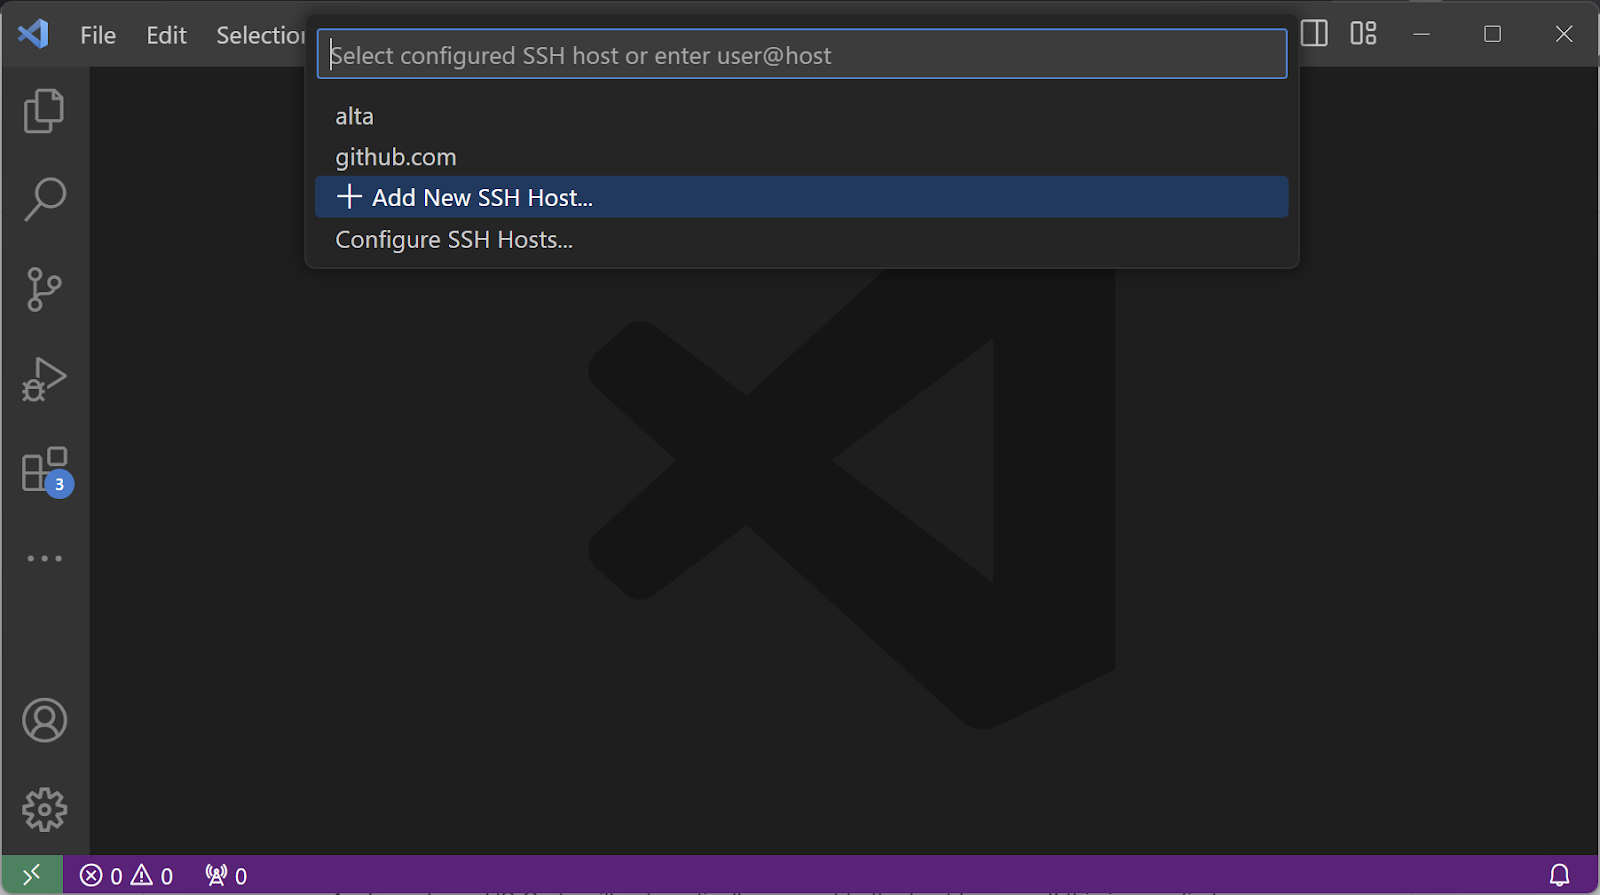 File Edit Selection
Select configured SSH host or enter user@host
alta
github.com
Add New SSH Host...
Configure SSH Hosts...
3
0 0 0